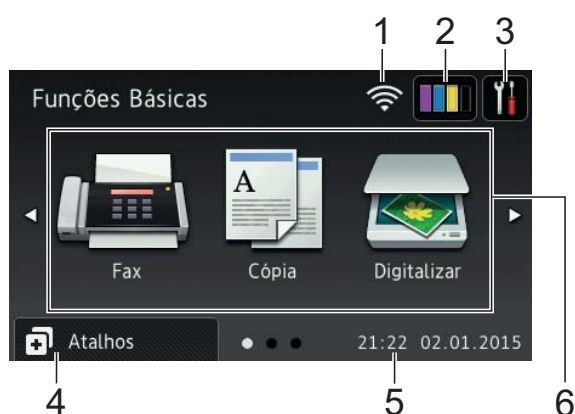 1 2 3
Funções Básicas
A
Fax Cópia Digitalizar
Atalhos 21:22 02.01.2015
4 5 6